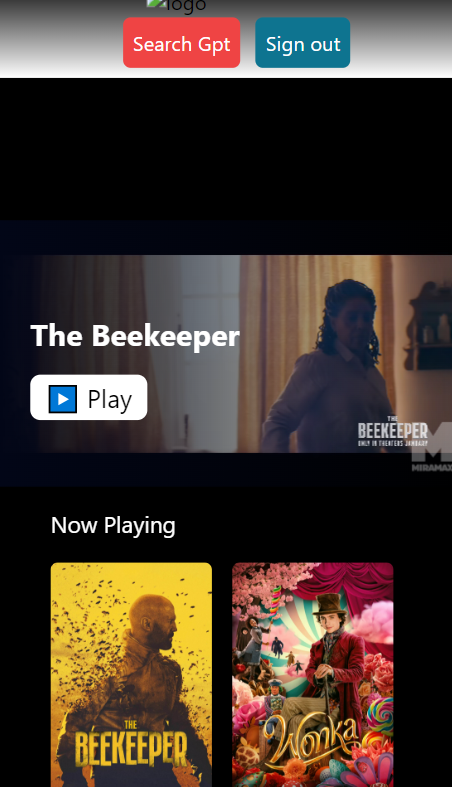 logo
Search Gpt
Sign out
The Beekeeper
Play
THE
BEEKEEPER
ONLY IN THEATERS JANUARY
MIRAMAX
Now Playing
THE
BEEKEEPER
Wonka